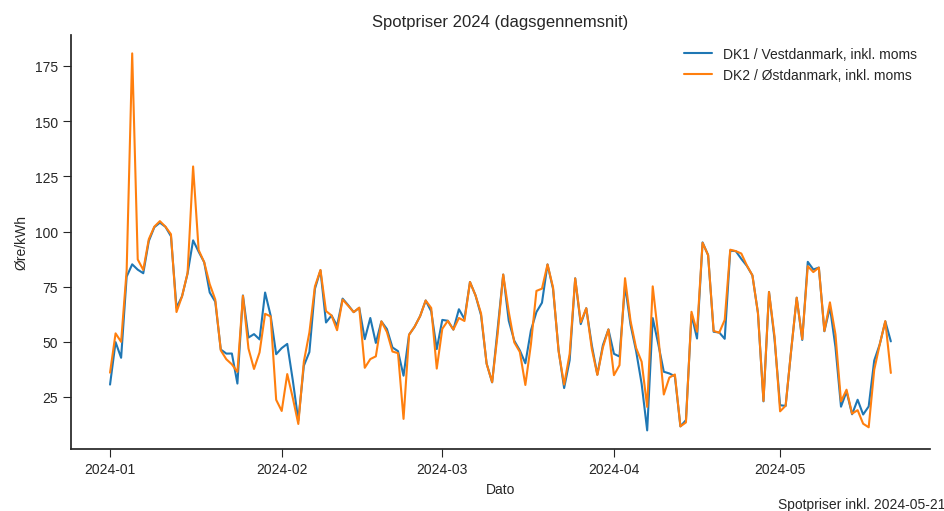 Spotpriser 2024 (dagsgennemsnit)
DK1 / Vestdanmark, inkl. moms
DK2 / Østdanmark, inkl. moms
Øre/kWh
175
150
125
100
75
50
25
2024-01
2024-02
2024-03
2024-04
2024-05
Dato
Spotpriser inkl. 2024-05-21